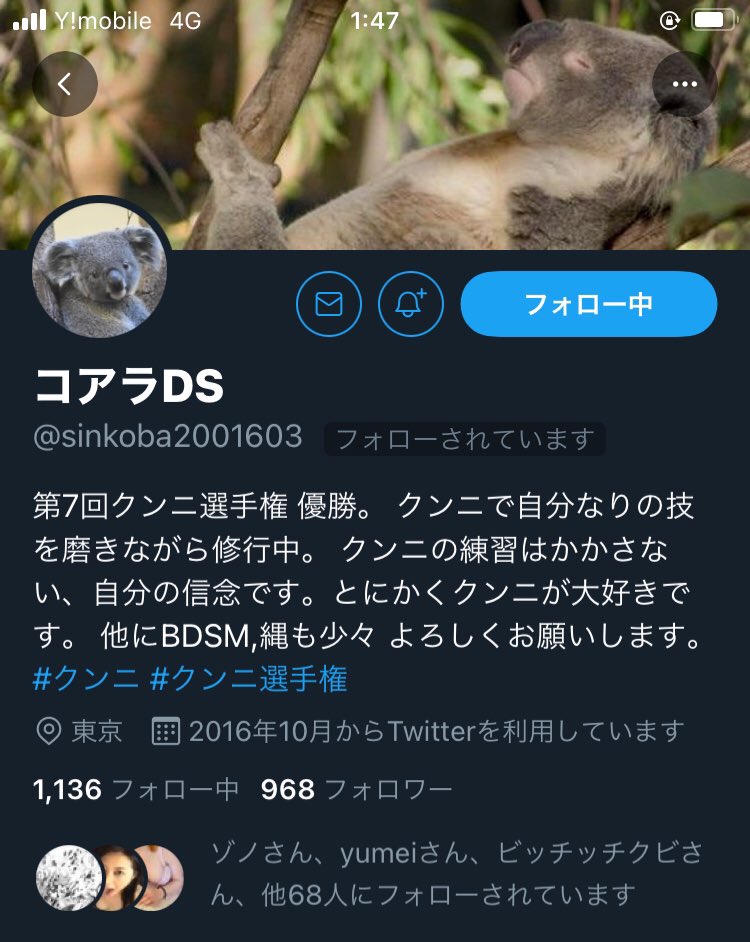 Y!mobile 4G 1:47
フォロー中
コアラDS
@sinkoba2001603 フォローされています
第7回クンニ選手権 優勝。 クンニで自分なりの技
を磨きながら修行中。 クンニの練習はかかさな
い、自分の信念です。とにかくクンニが大好きで
す。 他にBDSM,縄も少々 よろしくお願いします。
#クンニ #クンニ選手権
東京 2016年10月からTwitterを利用しています
1,136 フォロー中 968 フォロワー
ゾノさん、yumeiさん、ビッチッチクビさ
ん、他68人にフォローされています